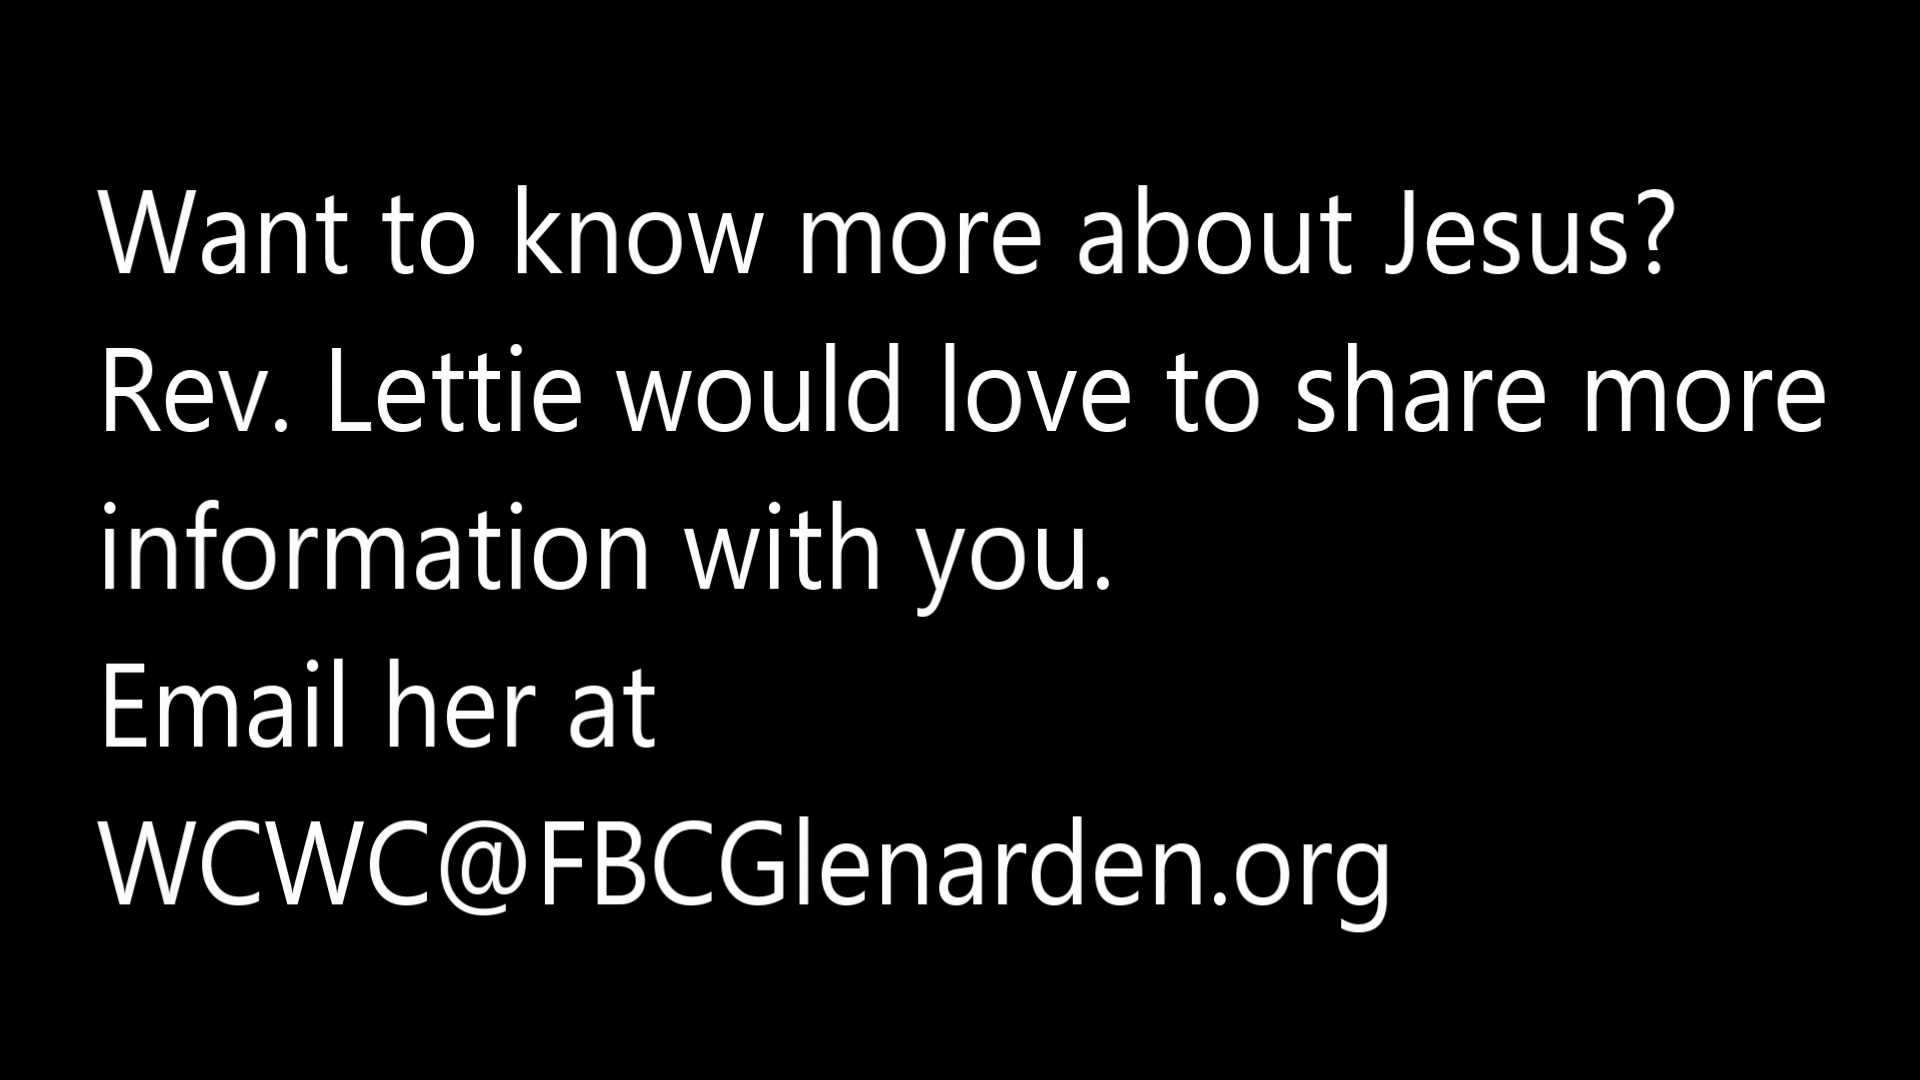 Want to know more about Jesus?
Rev. Lettie would love to share more
information with you.
Email her at
WCWC@FBCGlenarden.org